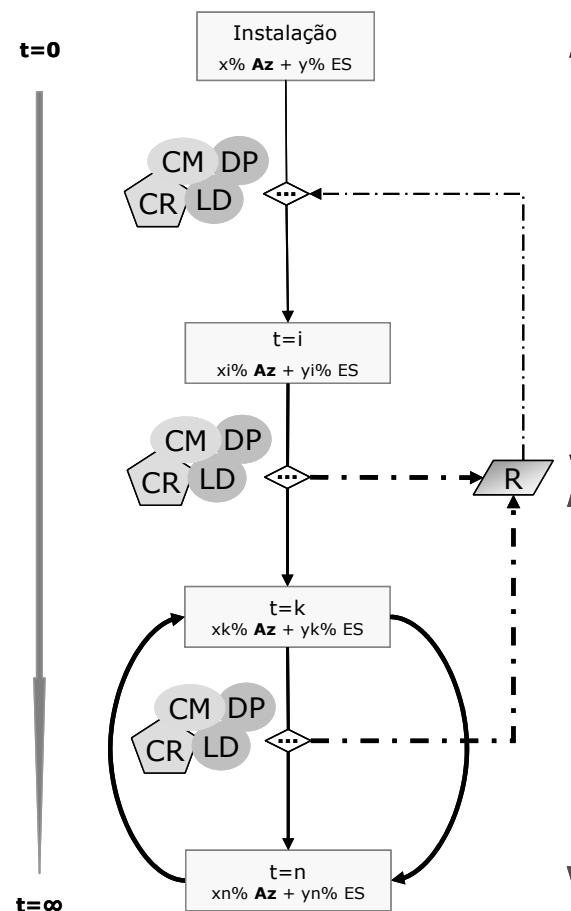 Instalação
x% Az + y% ES
t=0
CM DP
CR LD
...
t=i
xi% Az + yi% ES
CM DP
CR LD
...
R
t=k
xk% Az + yk% ES
CM DP
CR LD
...
t=n
xn% Az + yn% ES
t=∞